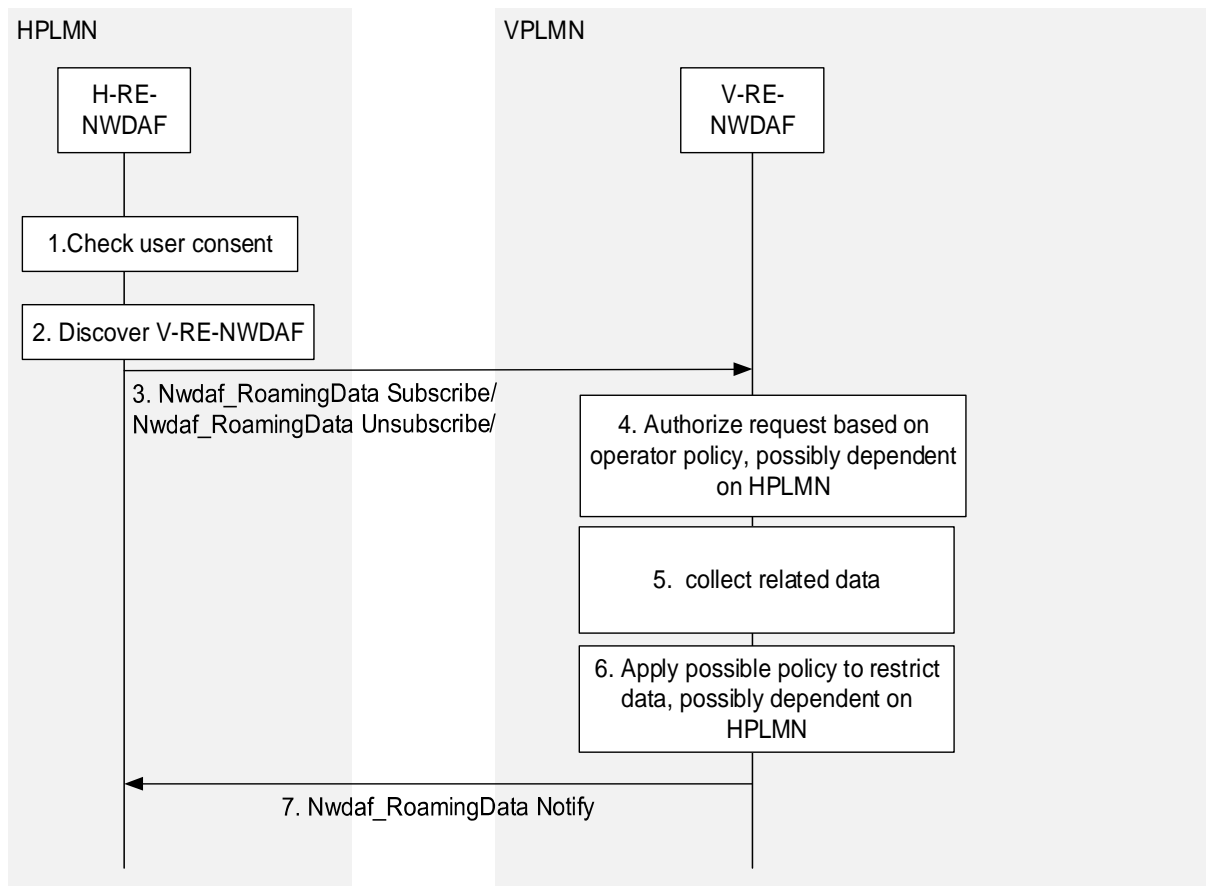 HPLMN
VPLMN
H-RE-
NWDAF
V-RE-
NWDAF
1.Check user consent
2. Discover V-RE-NWDAF
3. Nwdaf_RoamingData Subscribe/
Nwdaf_RoamingData Unsubscribe/
4. Authorize request based on
operator policy, possibly dependent
on HPLMN
5. collect related data
6. Apply possible policy to restrict
data, possibly dependent on
HPLMN
7. Nwdaf_RoamingData Notify